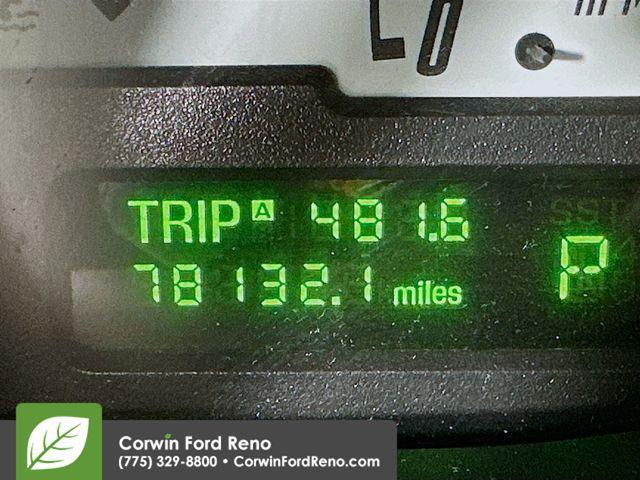 TRIP A 481.6
78132.1 miles
P
Corwin Ford Reno
(775) 329-8800 • CorwinFordReno.com